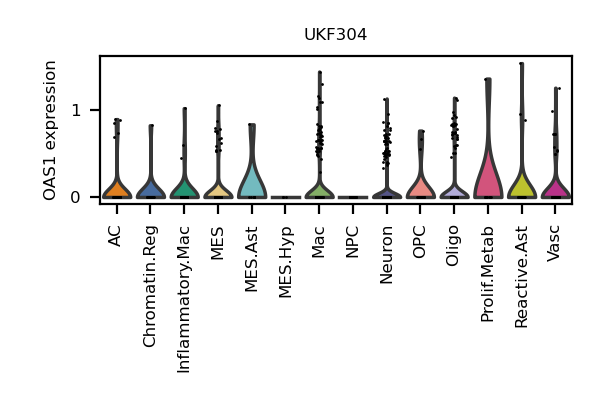 UKF304
OAS1 expression
1
0
AC
Chromatin.Reg
Inflammatory.Mac
MES
MES.Ast
MES.Hyp
Mac
NPC
Neuron
OPC
Oligo
Prolif.Metab
Reactive.Ast
Vasc